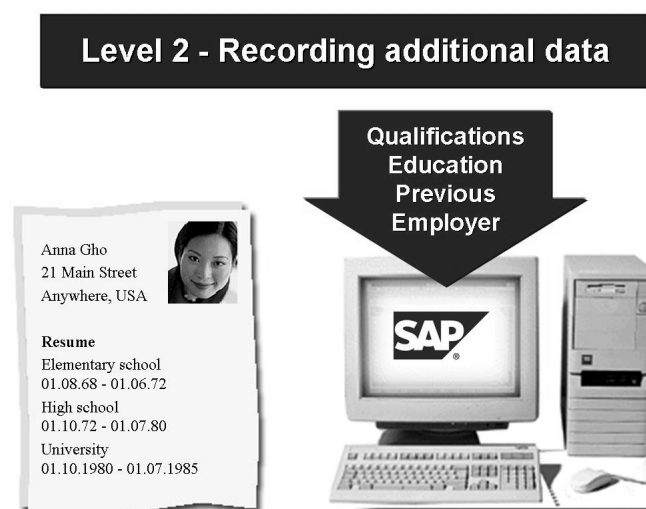 Level 2 - Recording additional data
Qualifications
Education
Previous
Employer
Anna Gho
21 Main Street
Anywhere, USA
Resume
Elementary school
01.08.68 - 01.06.72
High school
01.10.72 - 01.07.80
University
01.10.1980 - 01.07.1985
SAP®